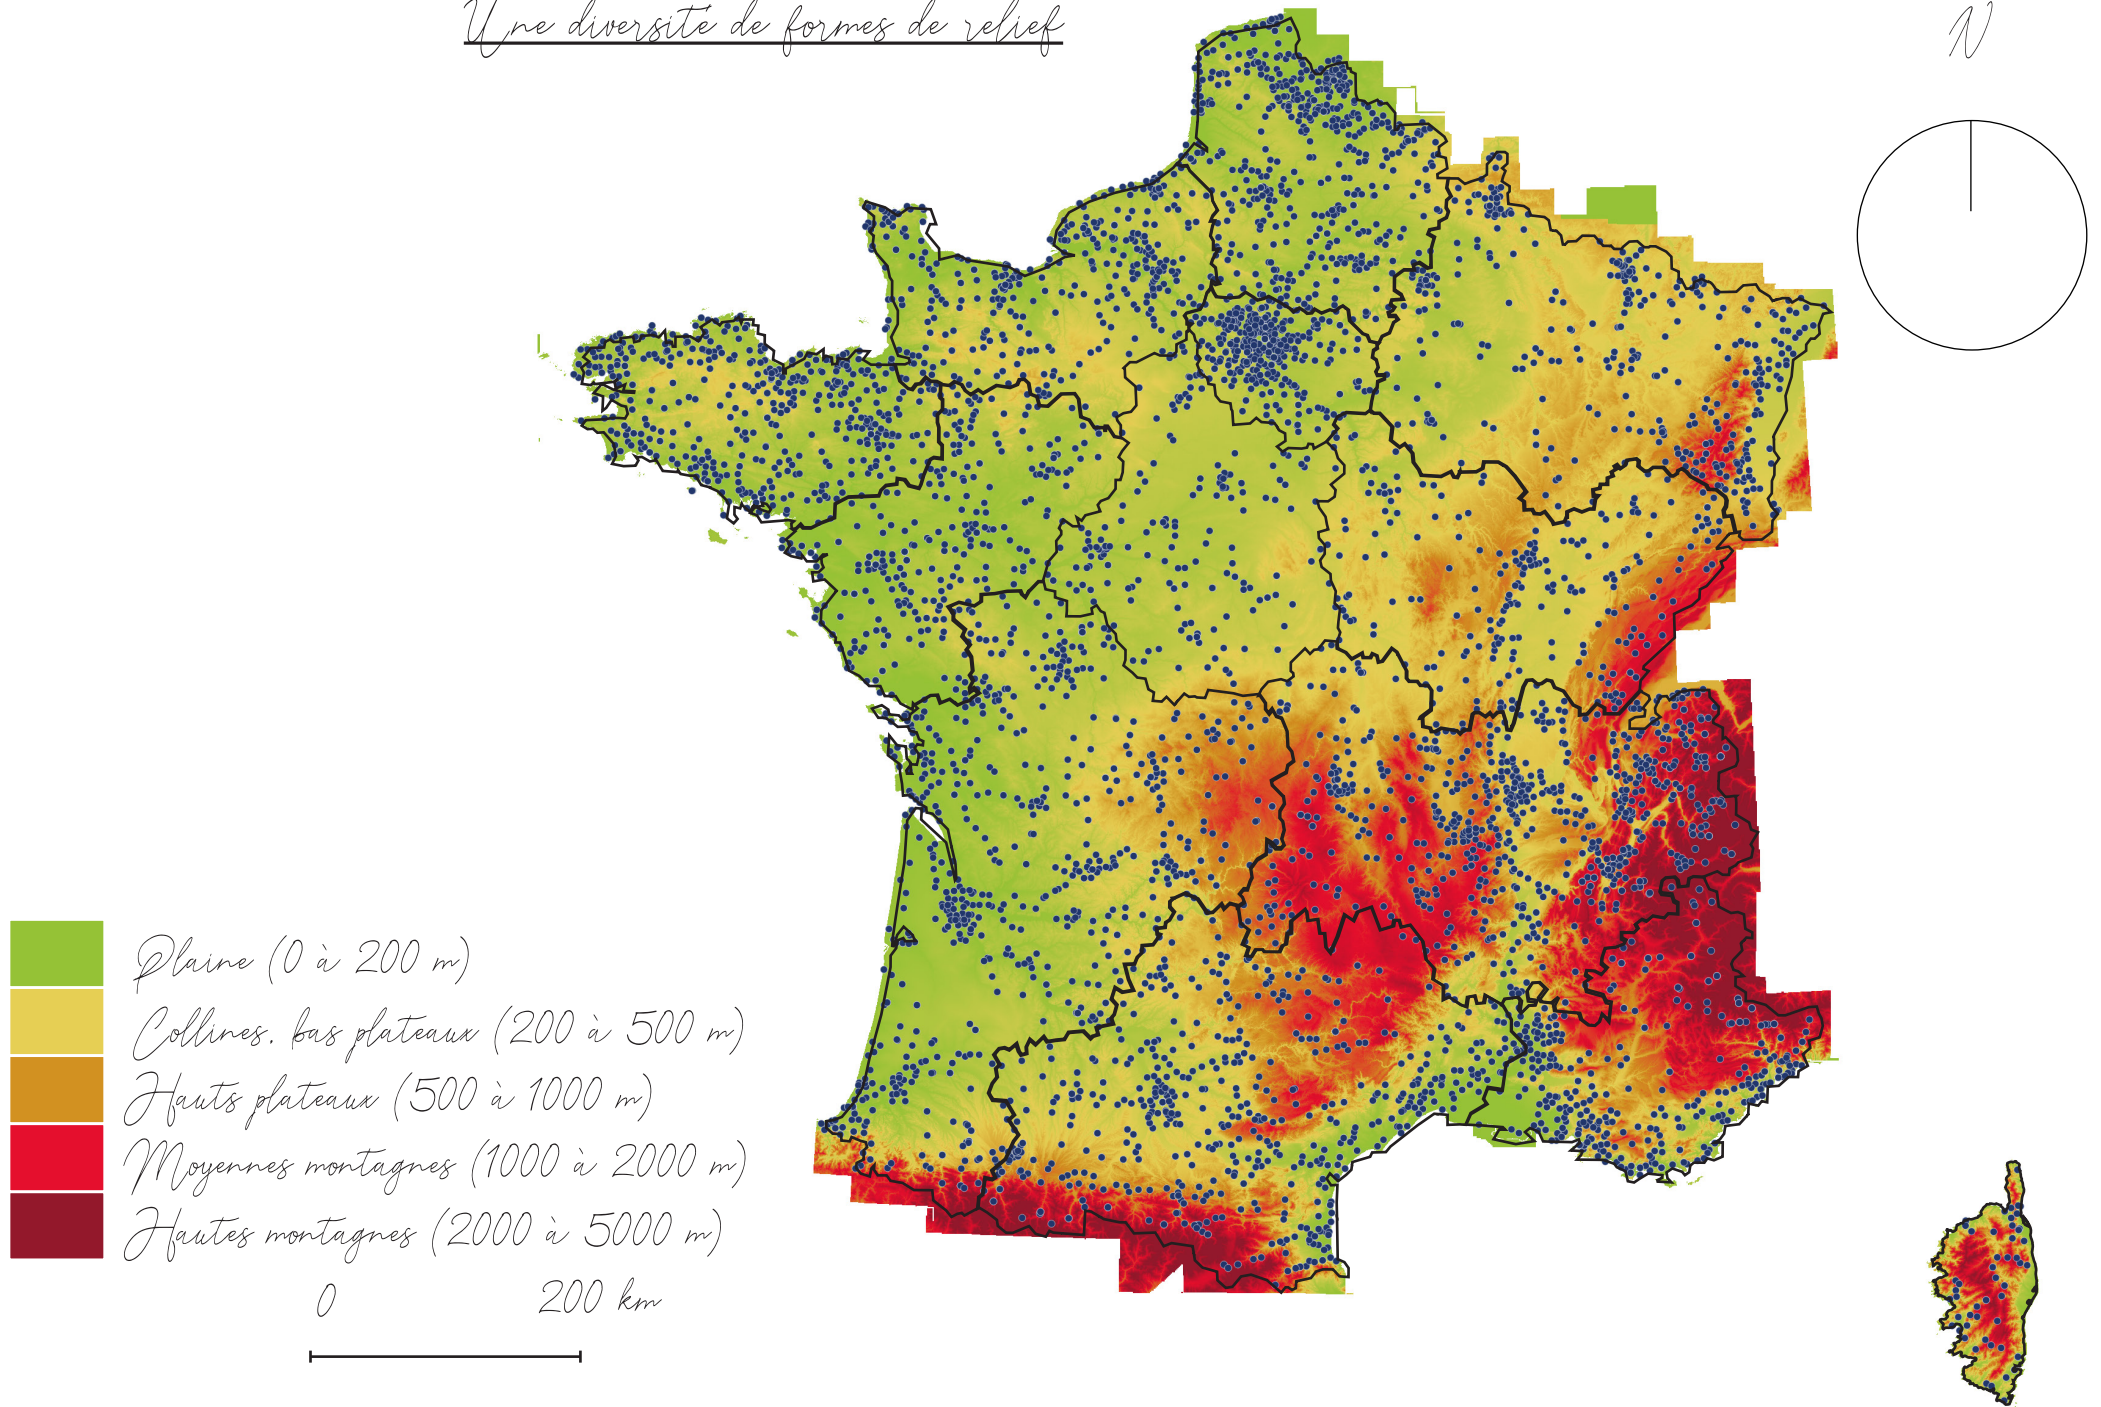 Une diversité de formes de relief
N
Plaine (0 à 200 m)
Collines, bas plateaux (200 à 500 m)
Hauts plateaux (500 à 1000 m)
Moyennes montagnes (1000 à 2000 m)
Hautes montagnes (2000 à 5000 m)
0 200 km